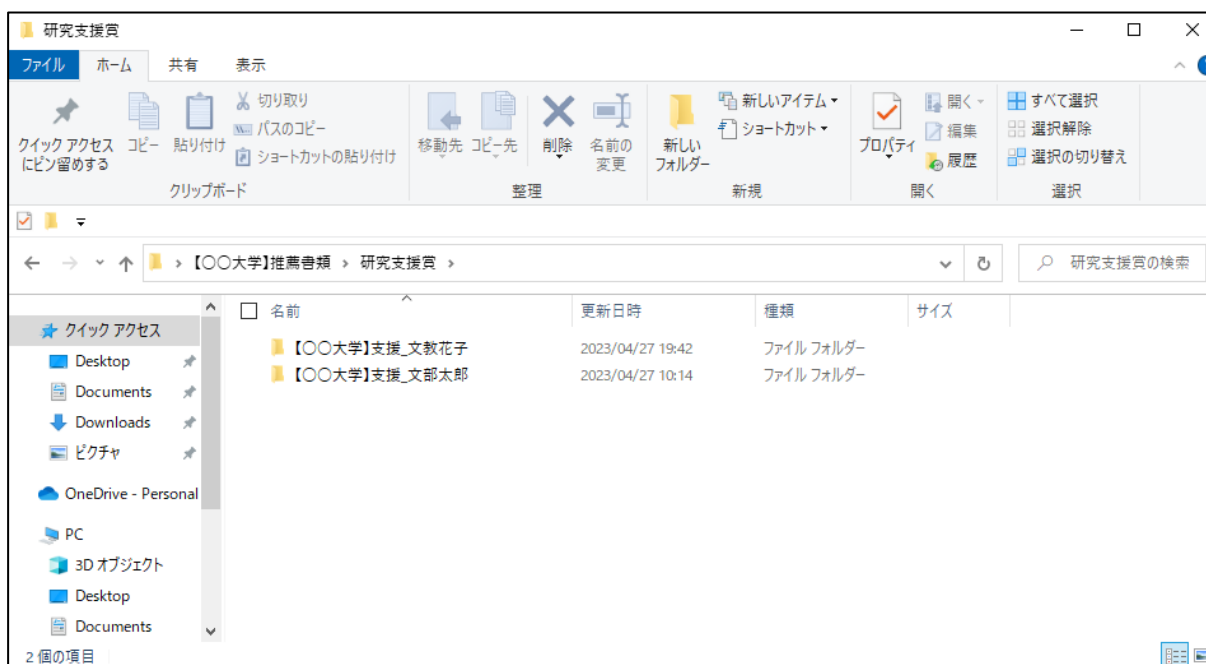 研究支援賞
ファイル ホーム 共有 表示
クイック アクセス
にピン留めする
コピー
貼り付け
切り取り
パスのコピー
ショートカットの貼り付け
クリップボード
移動先
コピー先
削除
名前の
変更
整理
新しい
フォルダー
新しいアイテム
ショートカット
新規
プロパティ
開く
編集
履歴
開く
すべて選択
選択解除
選択の切り替え
選択
【○○大学】推薦書類 › 研究支援賞 ›
研究支援賞の検索
名前 更新日時 種類 サイズ
【○○大学】支援_文教花子 2023/04/27 19:42 ファイル フォルダー
【○○大学】支援_文部太郎 2023/04/27 10:14 ファイル フォルダー
クイック アクセス
Desktop
Documents
Downloads
ピクチャ
OneDrive - Personal
PC
3D オブジェクト
Desktop
Documents
2 個の項目